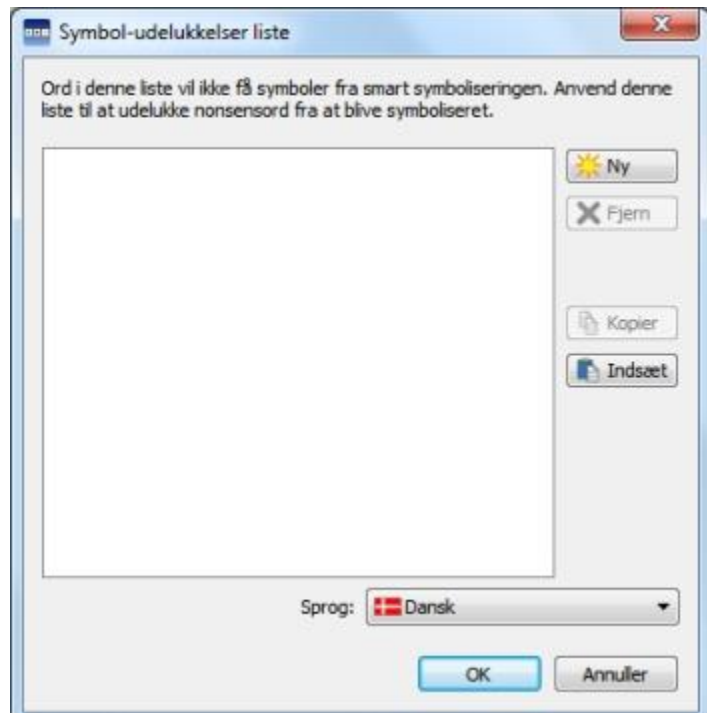 Symbol-udelukkelser liste
Ord i denne liste vil ikke få symboler fra smart symboliseringen. Anvend denne
liste til at udelukke nonsensord fra at blive symboliseret.
Ny
Fjern
Kopier
Indsæt
Sprog: Dansk
OK Annuller